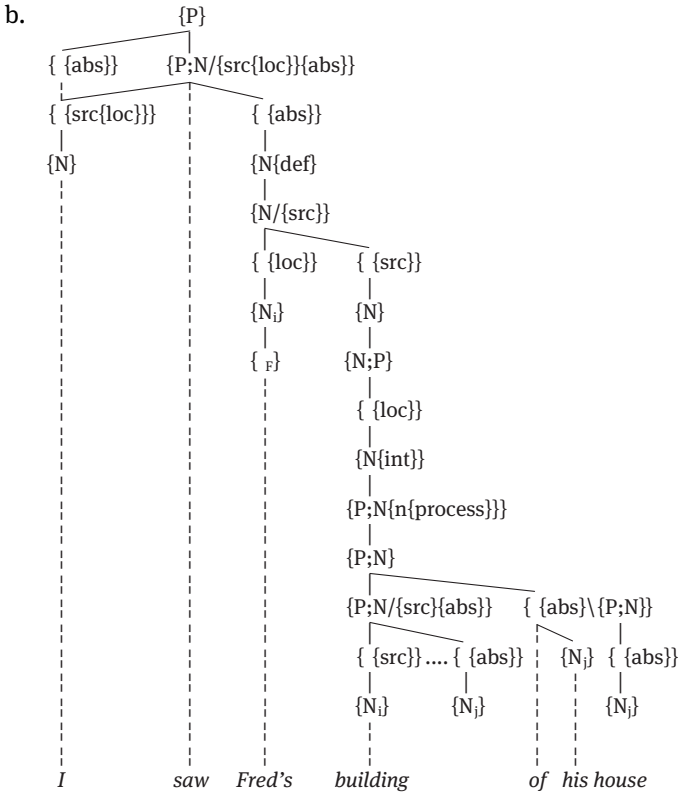 b. {P}
{ {abs}} {P;N/{src{loc}}{abs}}
{ {src{loc}}} { {abs}}
{N} {N{def}
{N/{src}}
{ {loc}} { {src}}
{Nᵢ} {N}
{ F} {N;P}
{ {loc}}
{N{int}}
{P;N{n{process}}}
{P;N}
{P;N/{src}{abs}} { {abs}\{P;N}}
{ {src}} .... { {abs}} {Nⱼ} { {abs}}
{Nᵢ} {Nⱼ} {Nⱼ}
I saw Fred's building of his house